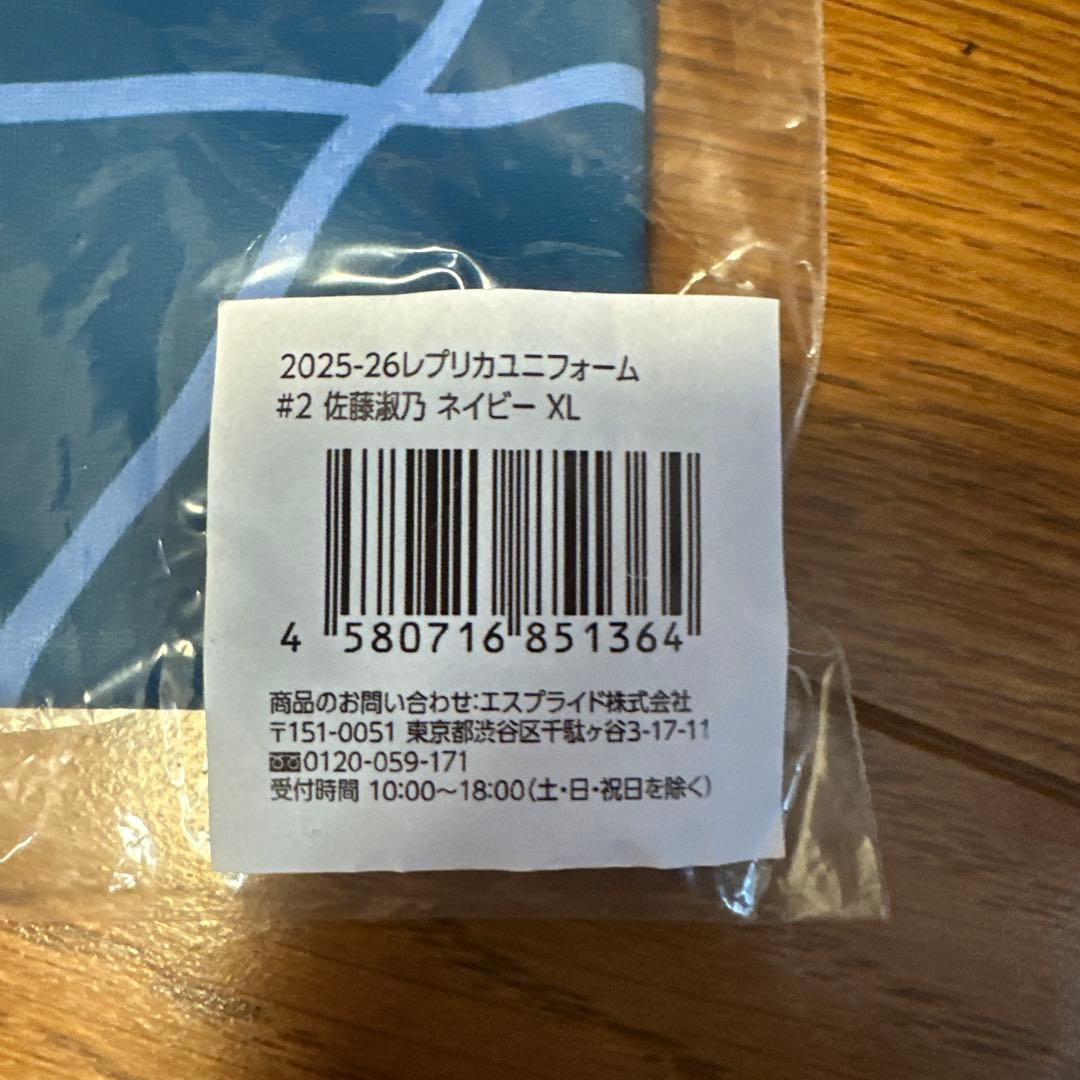 2025-26レプリカユニフォーム
#2 佐藤淑乃 ネイビー XL
4 580716 851364
商品のお問い合わせ:エスプライド株式会社
〒151-0051 東京都渋谷区千駄ヶ谷3-17-11
0120-059-171
受付時間 10:00〜18:00(土・日・祝日を除く)